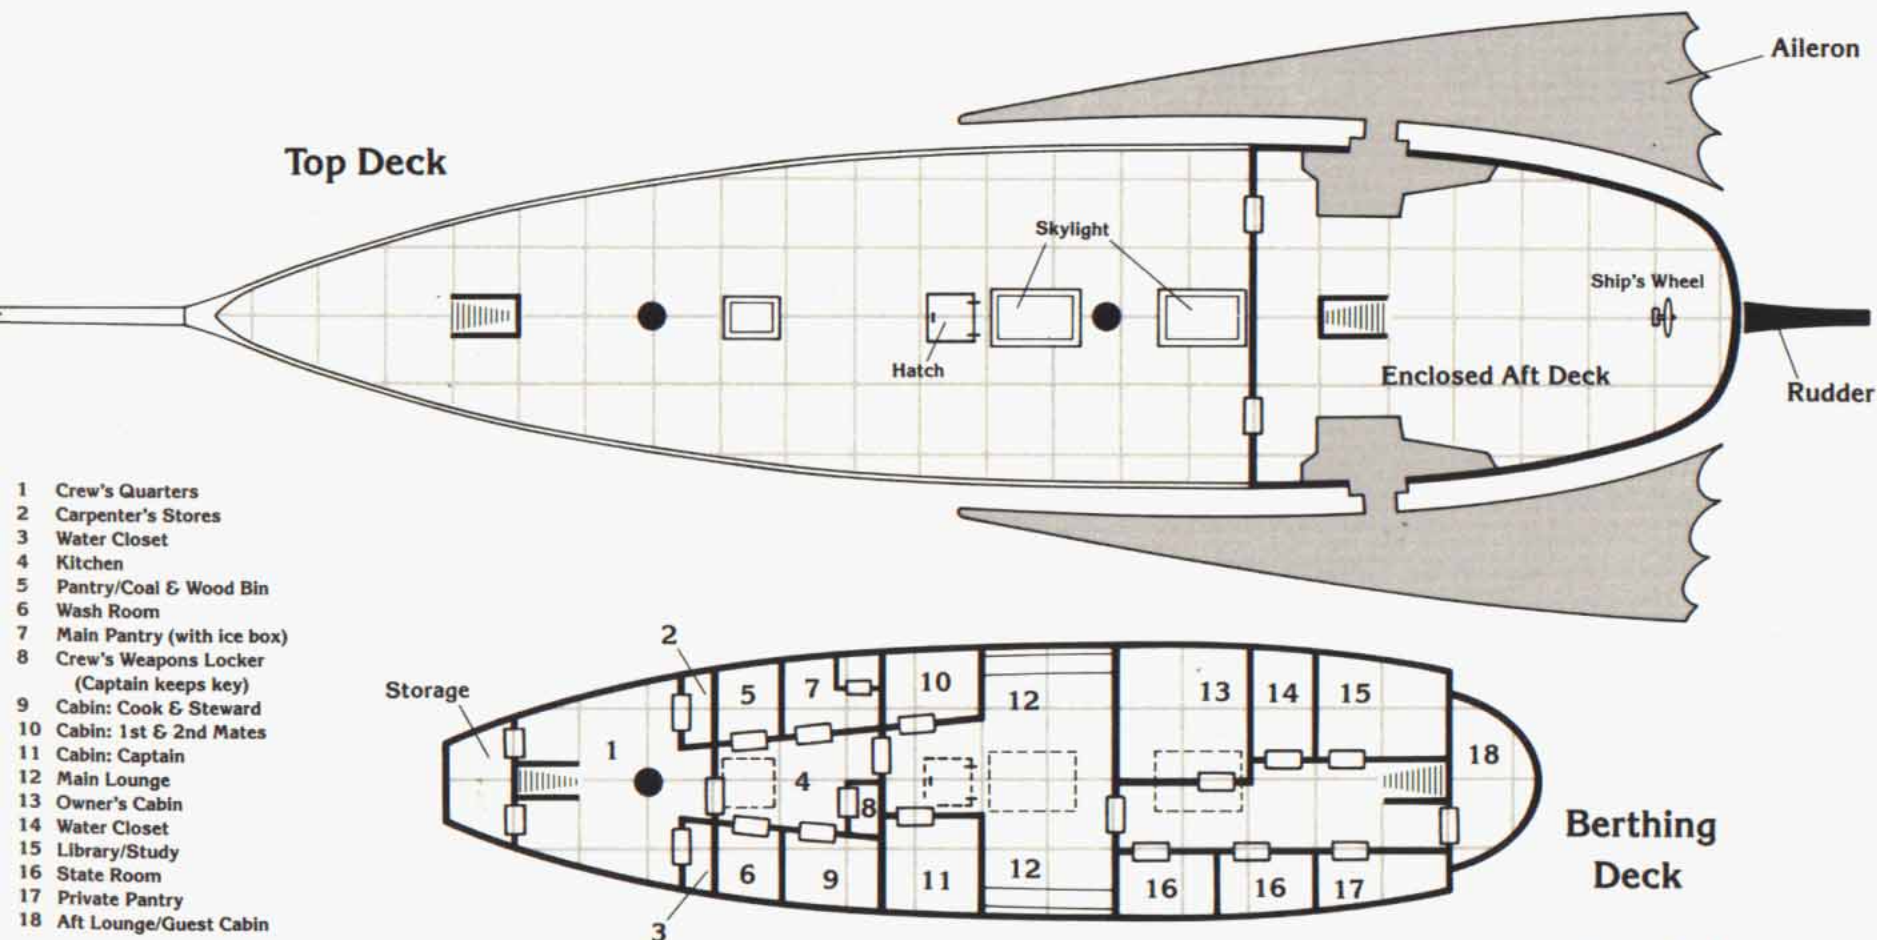 Aileron
Top Deck
Skylight
Ship's Wheel
Hatch
Enclosed Aft Deck
Rudder
1 Crew's Quarters
2 Carpenter's Stores
3 Water Closet
4 Kitchen
5 Pantry/Coal & Wood Bin
6 Wash Room
7 Main Pantry (with ice box)
8 Crew's Weapons Locker
(Captain keeps key)
9 Cabin: Cook & Steward
10 Cabin: 1st & 2nd Mates
11 Cabin: Captain
12 Main Lounge
13 Owner's Cabin
14 Water Closet
15 Library/Study
16 State Room
17 Private Pantry
18 Aft Lounge/Guest Cabin
2
Storage
1
5
7
10
12
13
14
15
4
8
18
6
9
11
12
16
16
17
3
Berthing
Deck